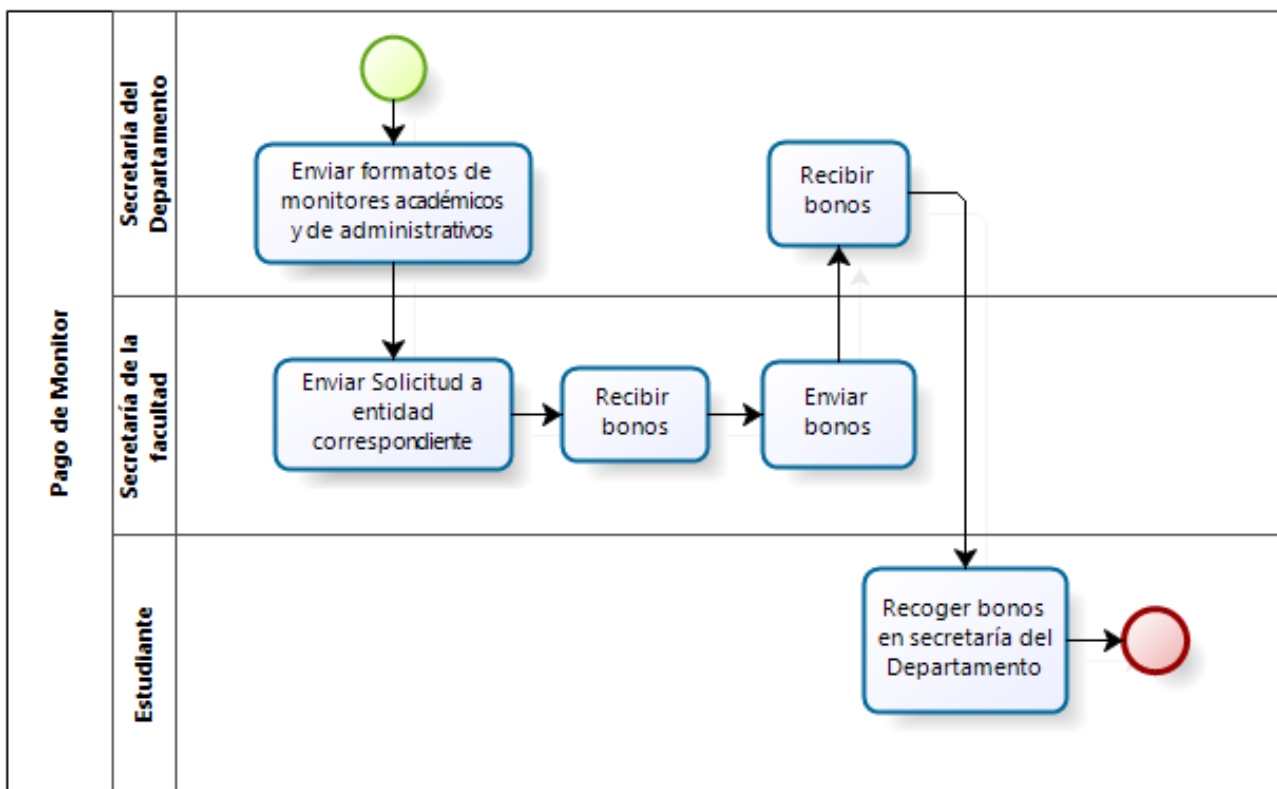 Pago de Monitor
Secretaria del
Departamento
Enviar formatos de
monitores académicos
y de administrativos
Recibir
bonos
Secretaría de la
facultad
Enviar Solicitud a
entidad
correspondiente
Recibir
bonos
Enviar
bonos
Estudiante
Recoger bonos
en secretaría del
Departamento